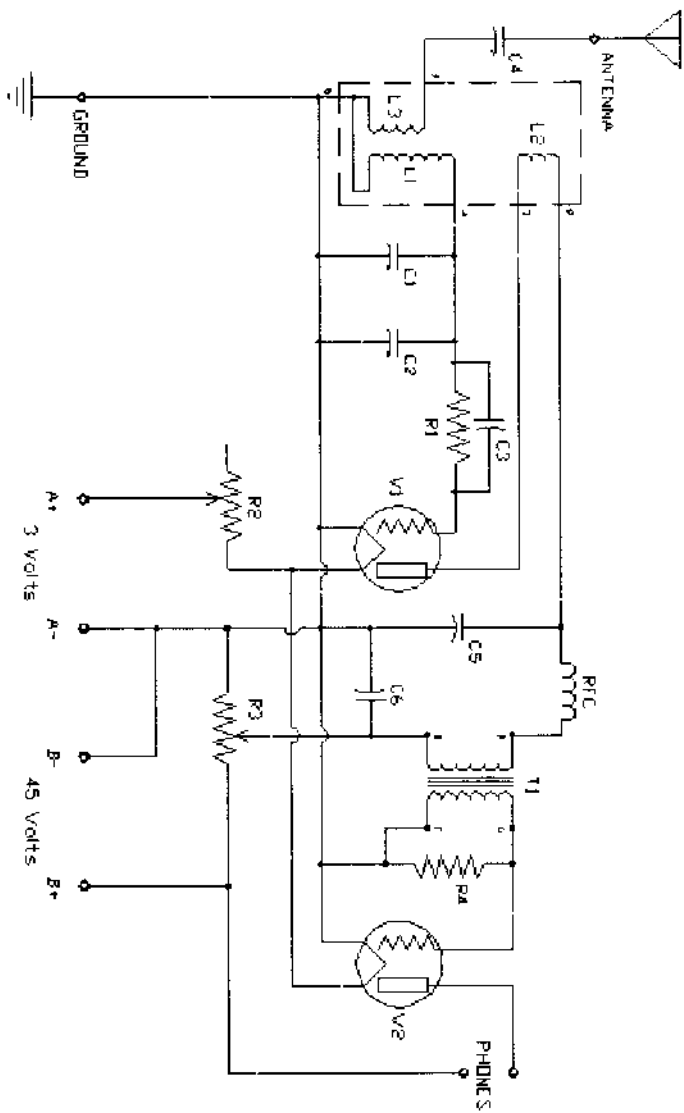 ANTENNA
C4
L3
L1
L2
GROUND
C1
C2
R1
C3
V1
R2
C5
C6
RFC
R3
T1
R4
V2
PHONES
A+
3 Volts
A-
B-
45 Volts
B+